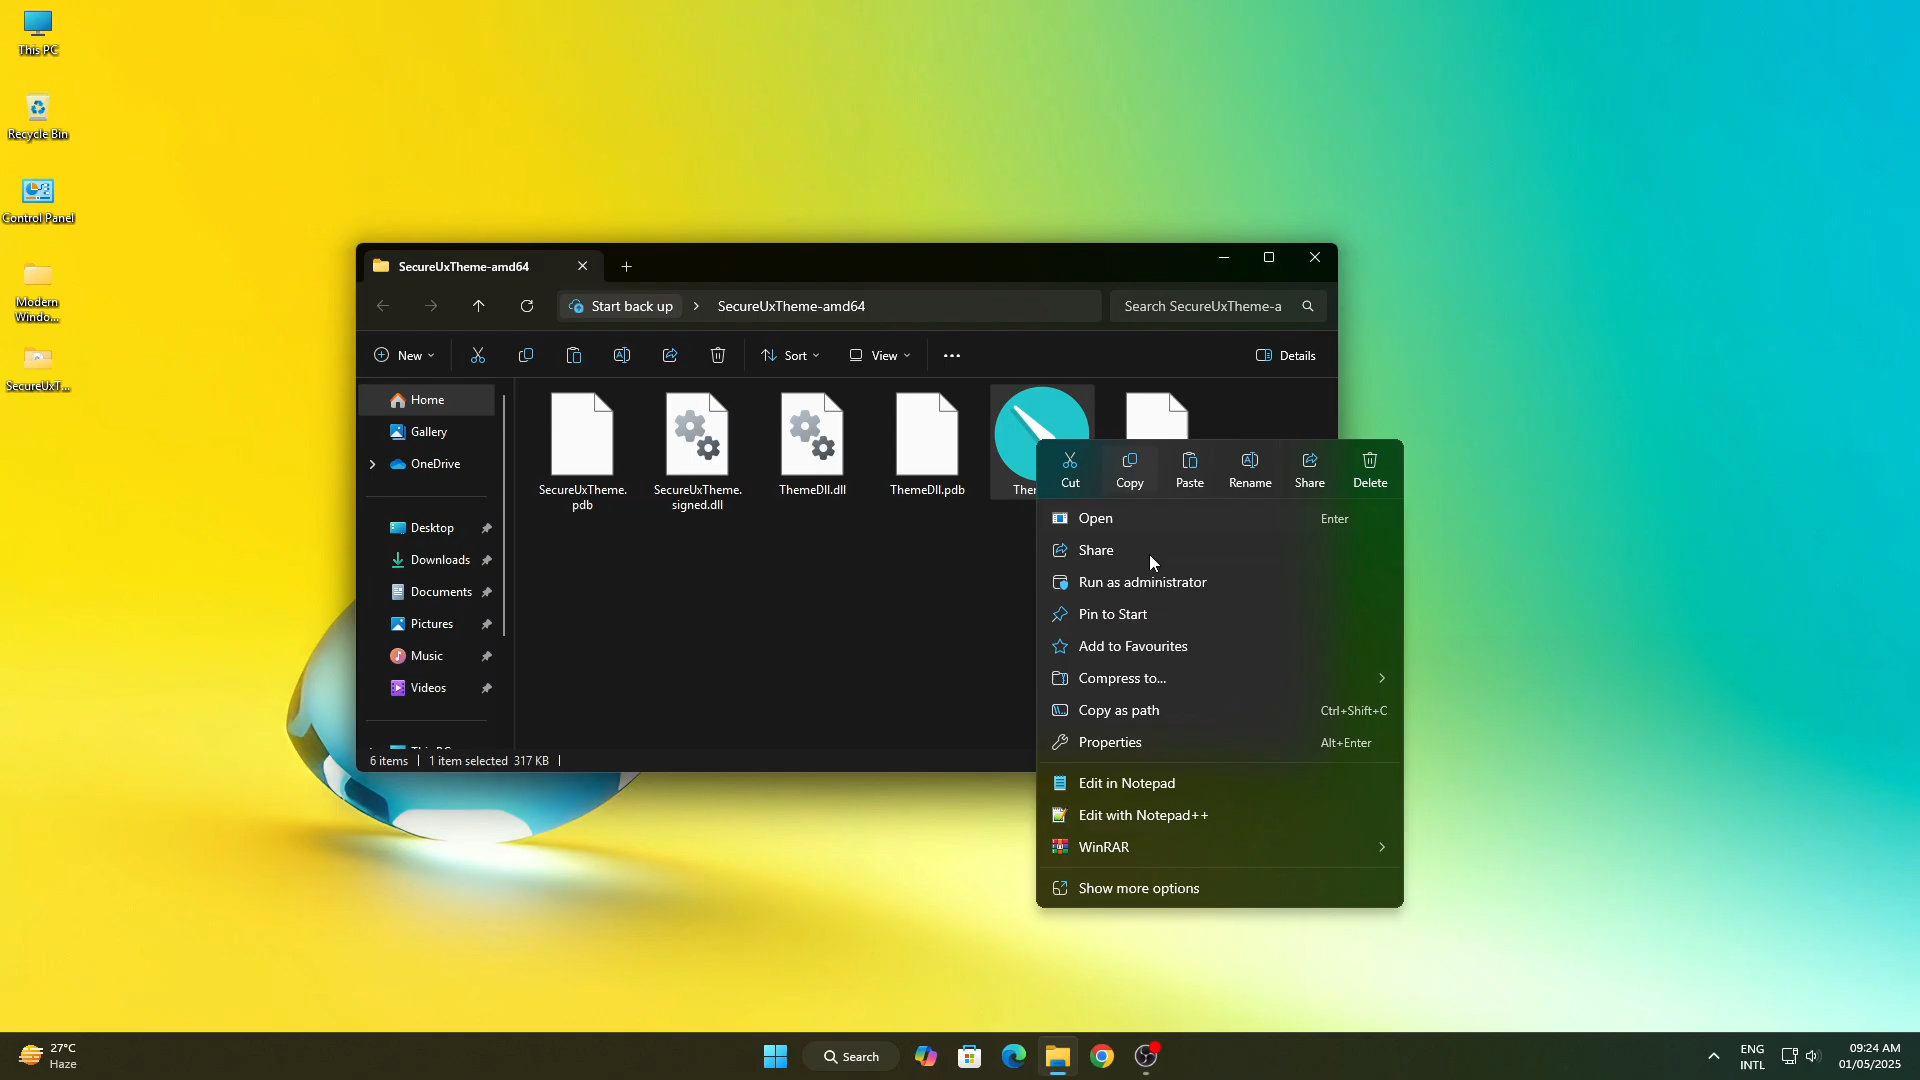 This PC
Recycle Bin
Control Panel
Modern
Windo...
SecureUxT...
SecureUxTheme-amd64
Start back up
SecureUxTheme-amd64
Search SecureUxTheme-a
New
Sort
View
Details
Home
Gallery
OneDrive
Desktop
Downloads
Documents
Pictures
Music
Videos
SecureUxTheme.
pdb
SecureUxTheme.
signed.dll
ThemeDll.dll
ThemeDll.pdb
6 items
1 item selected 317 KB
Cut
Copy
Paste
Rename
Share
Delete
Open Enter
Share
Run as administrator
Pin to Start
Add to Favourites
Compress to...
Copy as path Ctrl+Shift+C
Properties Alt+Enter
Edit in Notepad
Edit with Notepad++
WinRAR
Show more options
27°C
Haze
Search
ENG
INTL
09:24 AM
01/05/2025